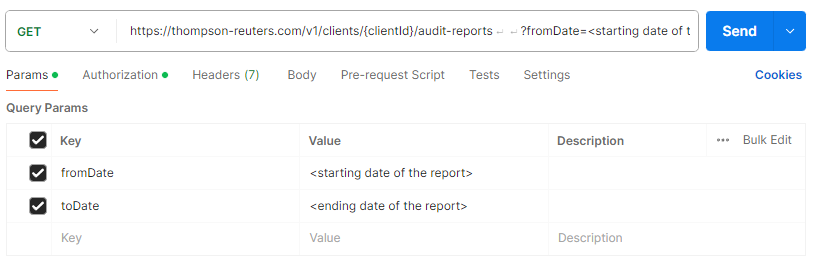 GET https://thompson-reuters.com/v1/clients/{clientId}/audit-reports ← ← ?fromDate=<starting date of t Send
Params Authorization Headers (7) Body Pre-request Script Tests Settings Cookies
Query Params
Key Value Description ••• Bulk Edit
fromDate <starting date of the report>
toDate <ending date of the report>
Key Value Description